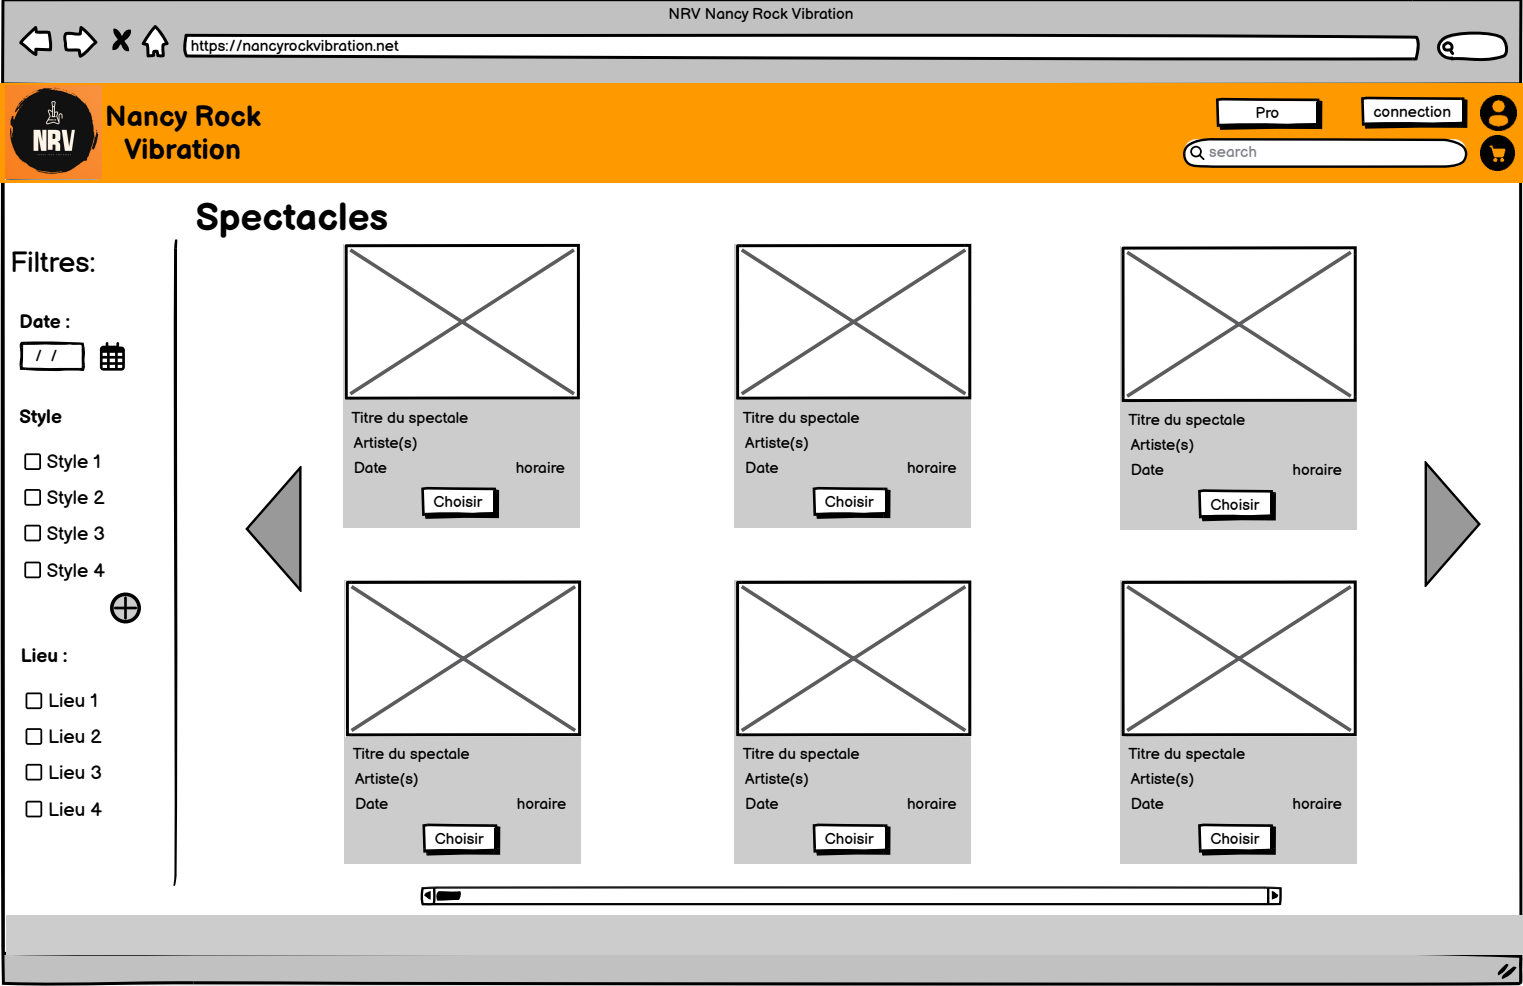 NRV Nancy Rock Vibration
https://nancyrockvibration.net
NRV
Nancy Rock
Vibration
Pro
connection
search
Spectacles
Filtres:
Date :
/ /
Style
Style 1
Style 2
Style 3
Style 4
Lieu :
Lieu 1
Lieu 2
Lieu 3
Lieu 4
Titre du spectale
Artiste(s)
Date horaire
Choisir
Titre du spectale
Artiste(s)
Date horaire
Choisir
Titre du spectale
Artiste(s)
Date horaire
Choisir
Titre du spectale
Artiste(s)
Date horaire
Choisir
Titre du spectale
Artiste(s)
Date horaire
Choisir
Titre du spectale
Artiste(s)
Date horaire
Choisir